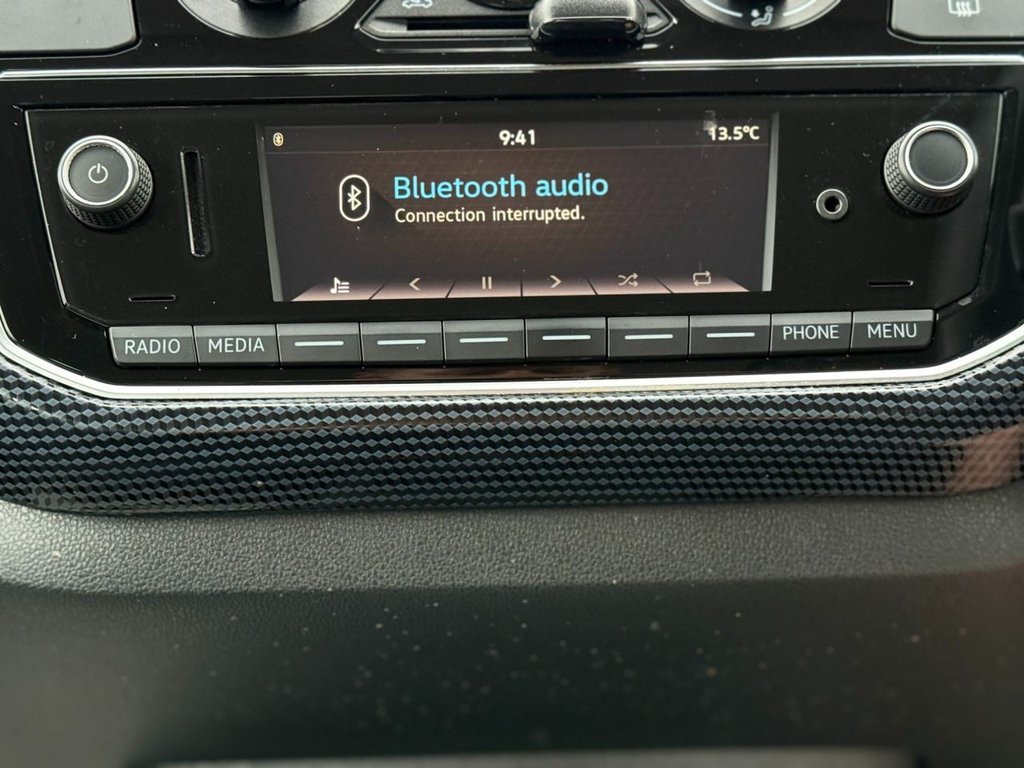 9:41
13.5°C
Bluetooth audio
Connection interrupted.
RADIO
MEDIA
PHONE
MENU